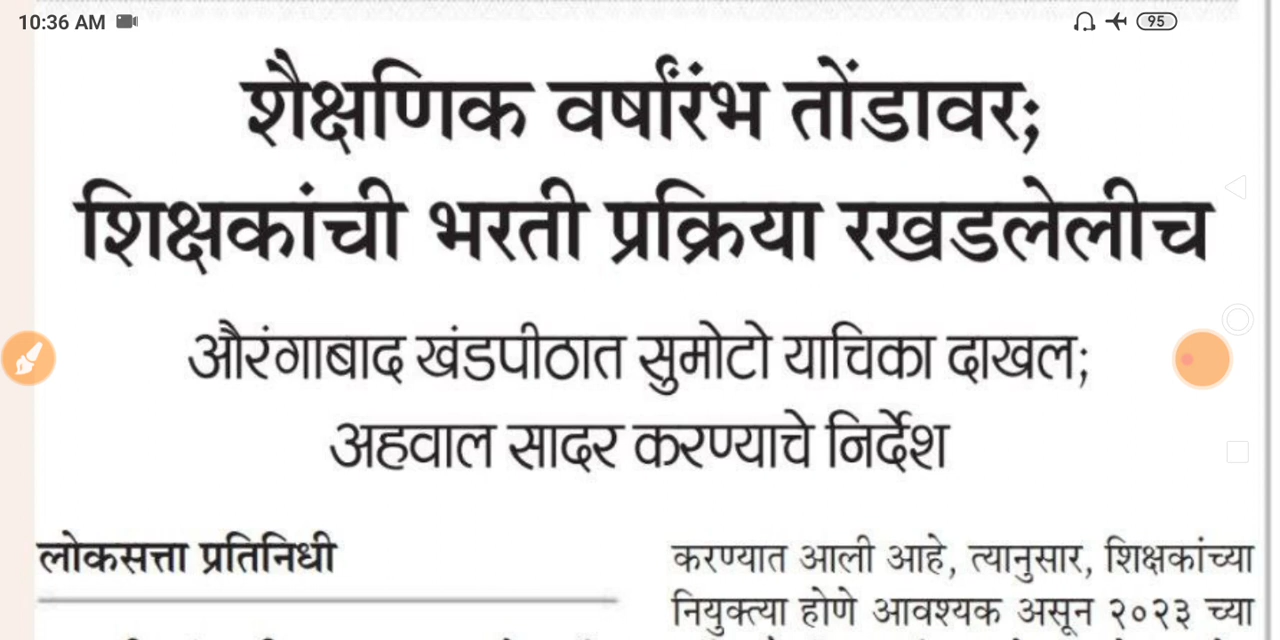 10:36 AM
95
शैक्षणिक वर्षारंभ तोंडावर;
शिक्षकांची भरती प्रक्रिया रखडलेलीच
औरंगाबाद खंडपीठात सुमोटो याचिका दाखल;
अहवाल सादर करण्याचे निर्देश
लोकसत्ता प्रतिनिधी
करण्यात आली आहे, त्यानुसार, शिक्षकांच्या
नियुक्त्या होणे आवश्यक असून २०२३ च्या